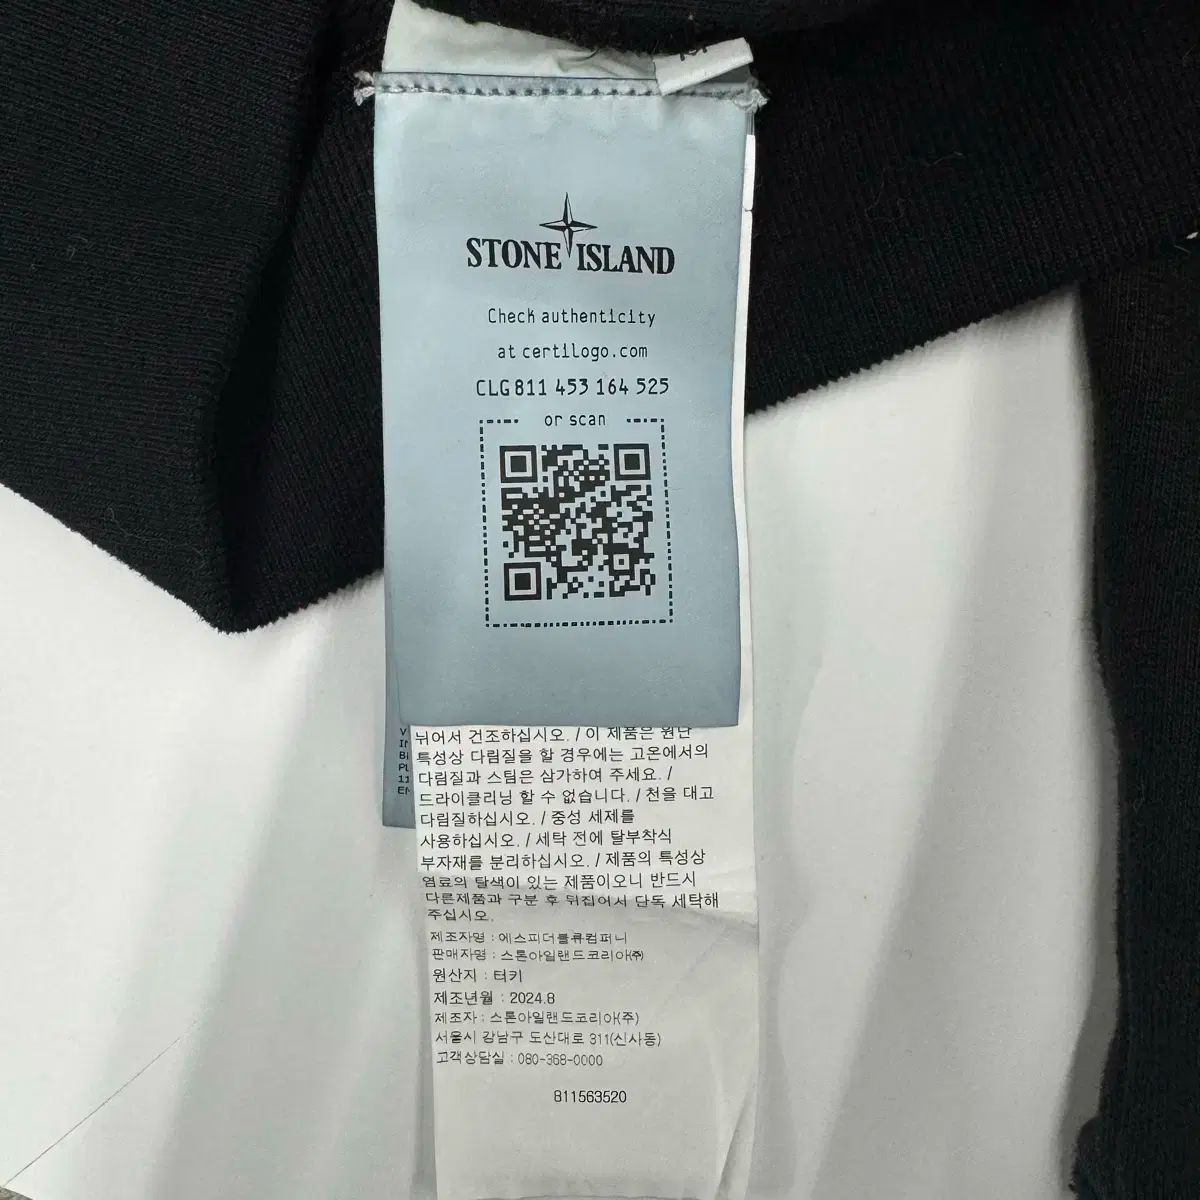 STONE ISLAND
Check authenticity
at certilogo.com
CLG 811 453 164 525
or scan
뉘어서 건조하십시오. / 이 제품은 원단
특성상 다림질을 할 경우에는 고온에서의
다림질과 스팀은 삼가하여 주세요. /
드라이클리닝 할 수 없습니다. / 천을 대고
다림질하십시오. / 중성 세제를
사용하십시오. / 세탁 전에 탈부착식
부자재를 분리하십시오. / 제품의 특성상
염료의 탈색이 있는 제품이오니 반드시
다른제품과 구분 후 뒤집어서 단독 세탁해
주십시오.
제조자명 : 에스피더블류컴퍼니
판매자명 : 스톤아일랜드코리아(주)
원산지 : 터키
제조년월 : 2024.8
제조자 : 스톤아일랜드코리아(주)
서울시 강남구 도산대로 311(신사동)
고객상담실 : 080-368-0000
811563520